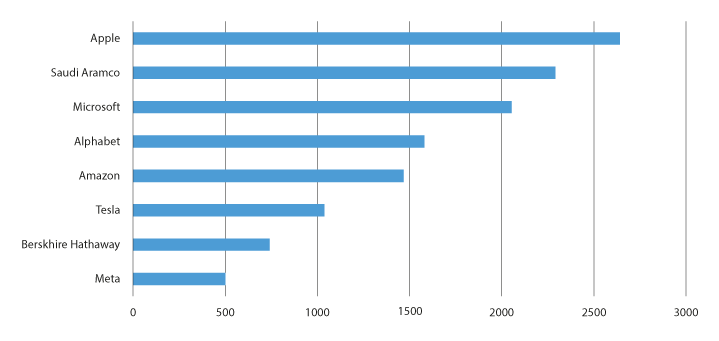 Apple
Saudi Aramco
Microsoft
Alphabet
Amazon
Tesla
Berskhire Hathaway
Meta
0 500 1000 1500 2000 2500 3000